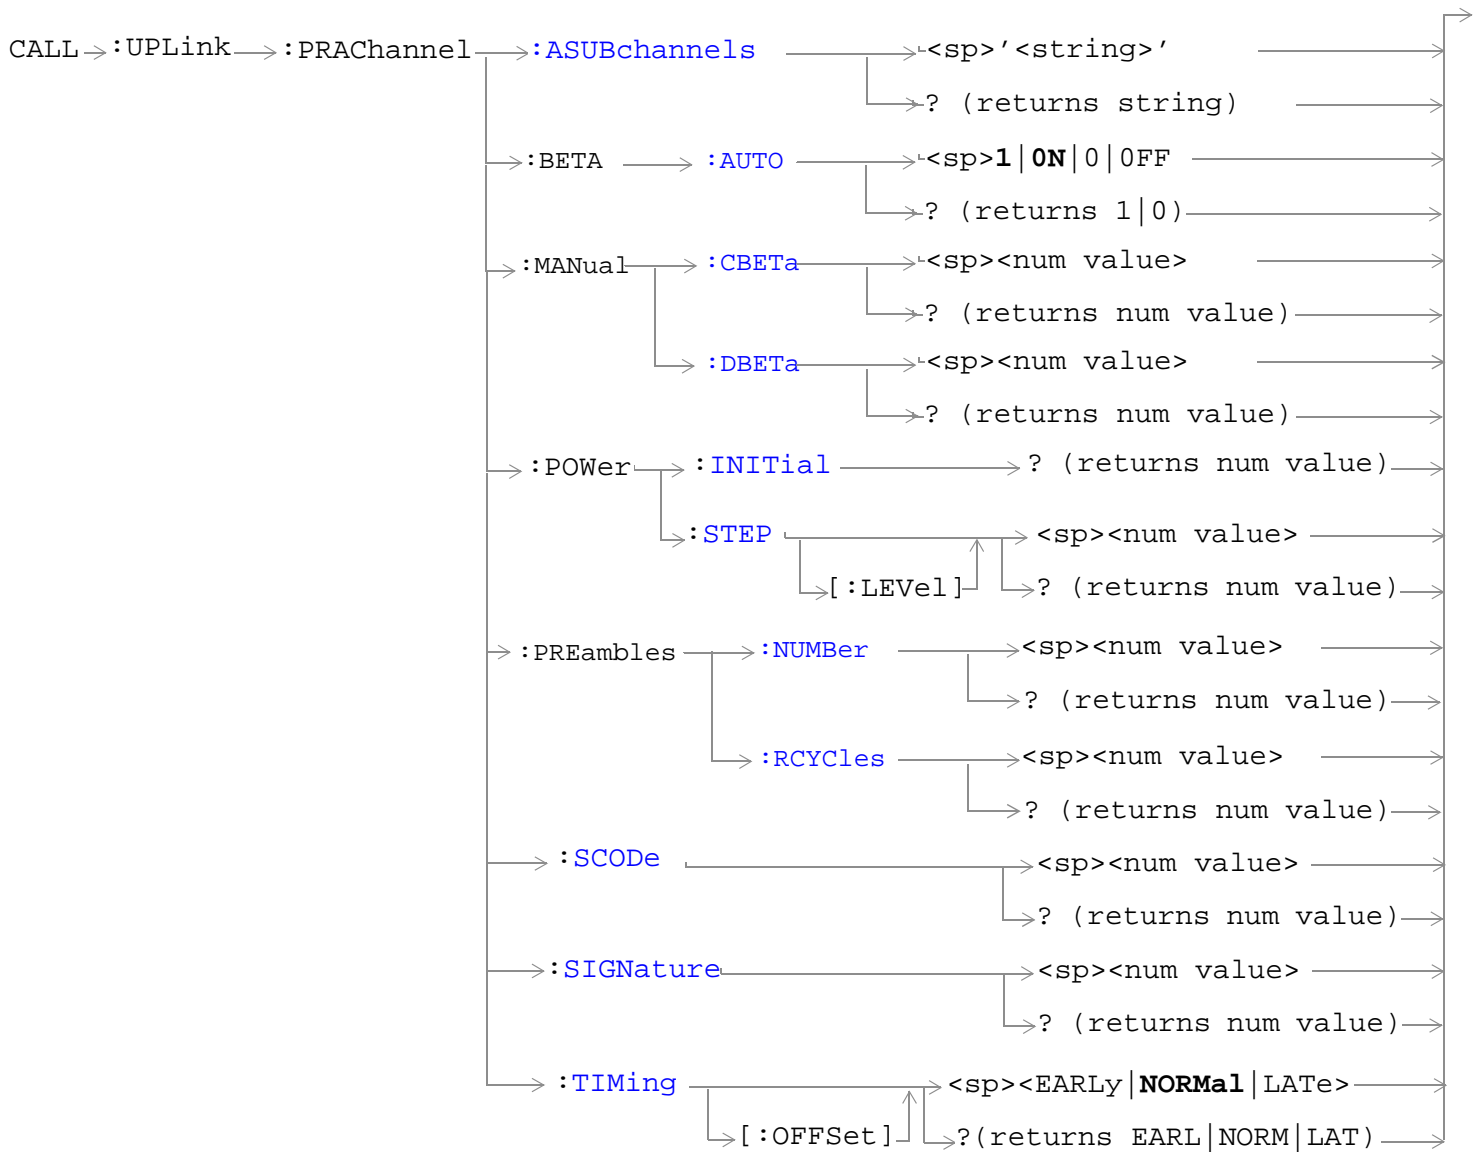 CALL :UPLink :PRAChannel :ASUBchannels <sp>’<string>’
? (returns string)
:BETA :AUTO <sp>1|0N|0|0FF
? (returns 1|0)
:MANual :CBETa <sp><num value>
? (returns num value)
:DBETa <sp><num value>
? (returns num value)
:POWer :INITial ? (returns num value)
:STEP <sp><num value>
[:LEVel] ? (returns num value)
:PREambles :NUMBer <sp><num value>
? (returns num value)
:RCYCles <sp><num value>
? (returns num value)
:SCODe <sp><num value>
? (returns num value)
:SIGNature <sp><num value>
? (returns num value)
:TIMing <sp><EARLy|NORMal|LATe>
[:OFFSet] ?(returns EARL|NORM|LAT)